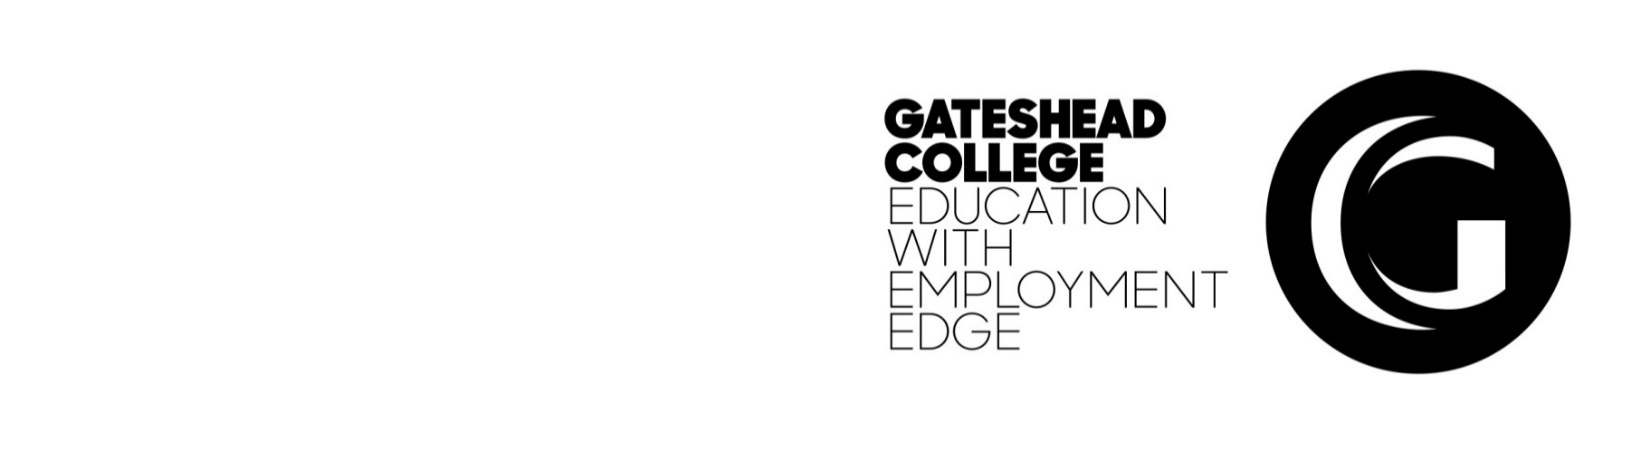 GATESHEAD
COLLEGE
EDUCATION
WITH
EMPLOYMENT
EDGE
G